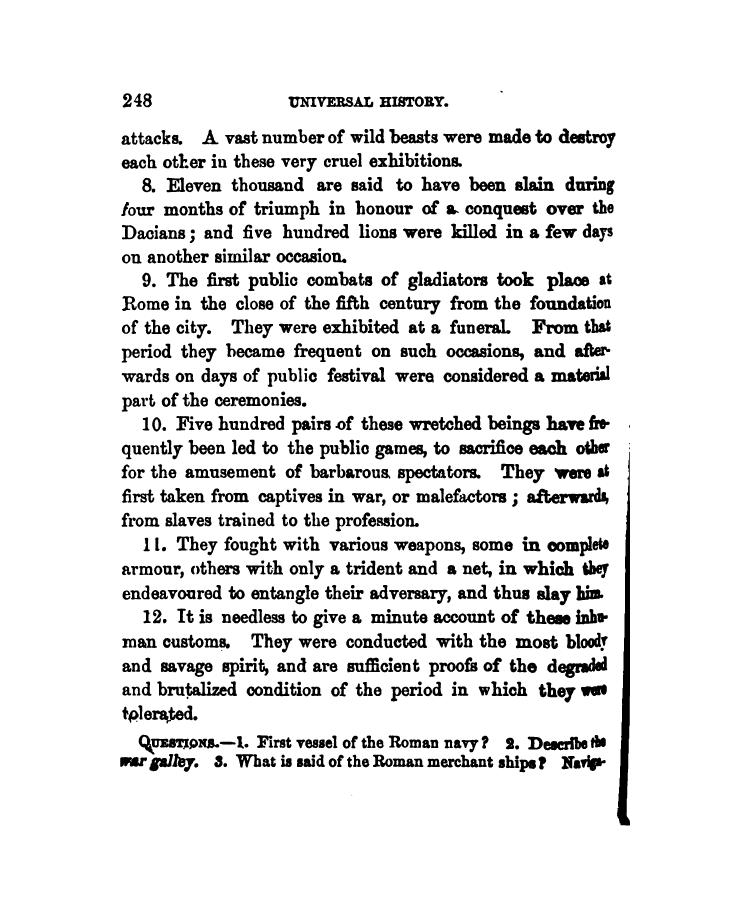 248 UNIVERSAL HISTORY.
attacks. A vast number of wild beasts were made to destroy
each other in these very cruel exhibitions.
8. Eleven thousand are said to have been slain during
four months of triumph in honour of a conquest over the
Dacians; and five hundred lions were killed in a few days
on another similar occasion.
9. The first public combats of gladiators took place at
Rome in the close of the fifth century from the foundation
of the city. They were exhibited at a funeral. From that
period they became frequent on such occasions, and after-
wards on days of public festival were considered a material
part of the ceremonies.
10. Five hundred pairs of these wretched beings have fre-
quently been led to the public games, to sacrifice each other
for the amusement of barbarous spectators. They were at
first taken from captives in war, or malefactors; afterwards,
from slaves trained to the profession.
11. They fought with various weapons, some in complete
armour, others with only a trident and a net, in which they
endeavoured to entangle their adversary, and thus slay him.
12. It is needless to give a minute account of these inhu-
man customs. They were conducted with the most bloody
and savage spirit, and are sufficient proofs of the degraded
and brutalized condition of the period in which they were
tolerated.
QUESTIONS.—1. First vessel of the Roman navy? 2. Describe the
war galley. 3. What is said of the Roman merchant ships? Naviga-